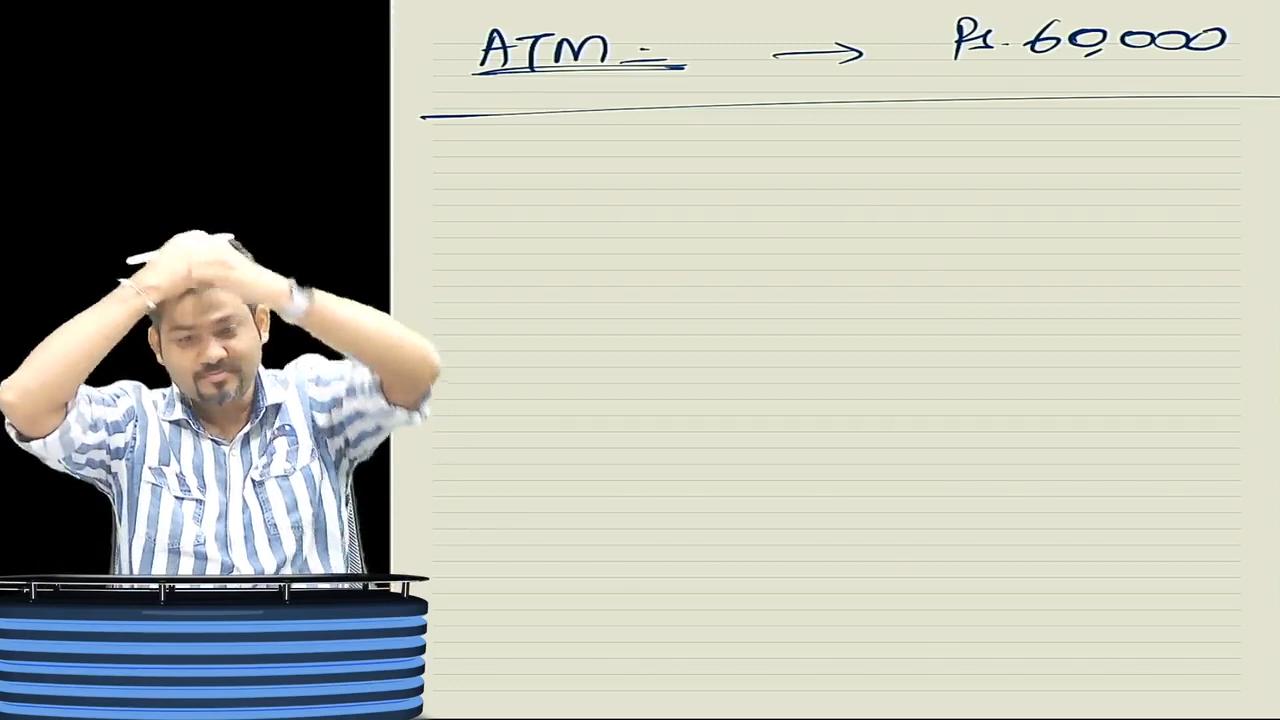 ATM :- → Rs. 60,000